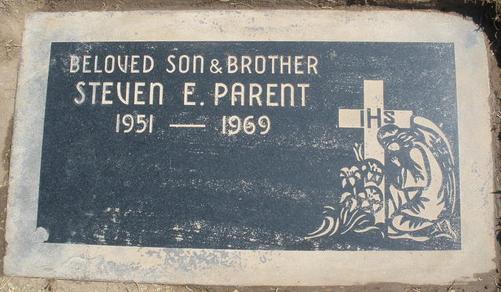 BELOVED SON & BROTHER
STEVEN E. PARENT
1951 — 1969
IHS